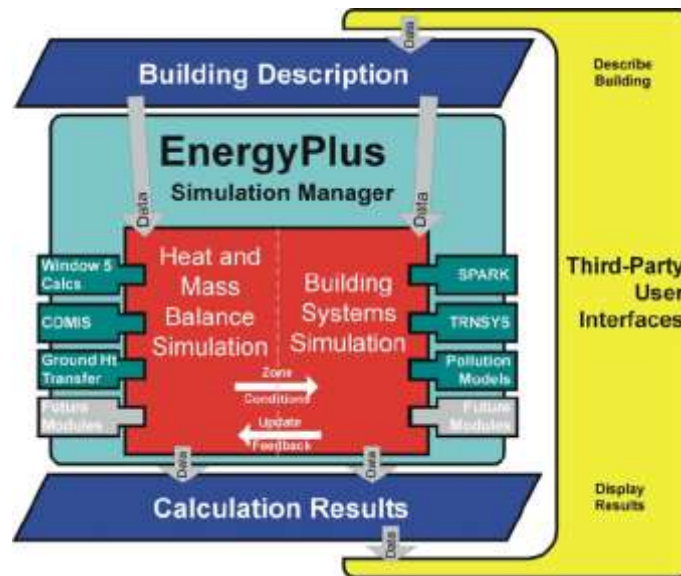 Data
Building Description
Describe
Building
EnergyPlus
Simulation Manager
Data
Data
Heat and
Mass
Balance
Simulation
Building
Systems
Simulation
Window 5
Calcs
COMIS
Ground Ht
Transfer
Future
Modules
SPARK
TRNSYS
Pollution
Models
Future
Modules
Zone
Conditions
Update
Feedback
Third-Party
User
Interfaces
Data
Data
Calculation Results
Display
Results
Data